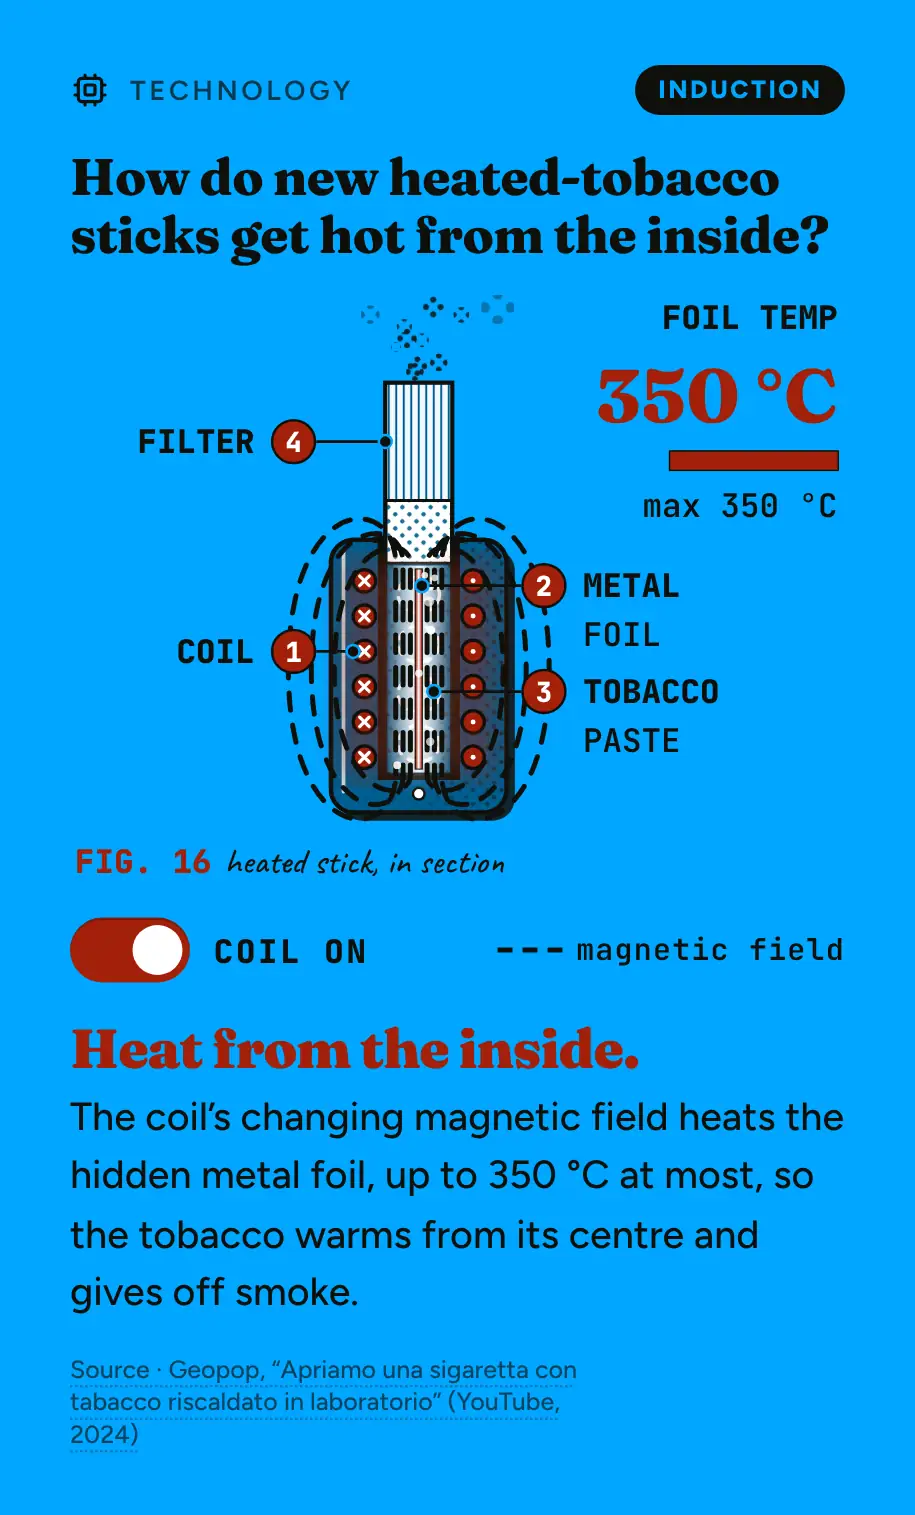 TECHNOLOGY
INDUCTION
How do new heated-tobacco
sticks get hot from the inside?
FOIL TEMP
350 °C
max 350 °C
FILTER 4
2 METAL
FOIL
COIL 1
3 TOBACCO
PASTE
FIG. 16 heated stick, in section
COIL ON
magnetic field
Heat from the inside.
The coil’s changing magnetic field heats the
hidden metal foil, up to 350 °C at most, so
the tobacco warms from its centre and
gives off smoke.
Source · Geopop, “Apriamo una sigaretta con
tabacco riscaldato in laboratorio” (YouTube,
2024)